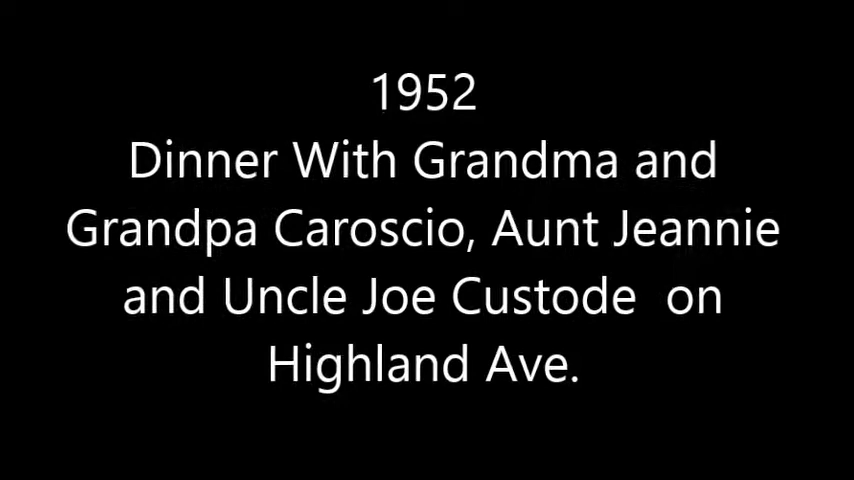 1952
Dinner With Grandma and
Grandpa Caroscio, Aunt Jeannie
and Uncle Joe Custode  on
Highland Ave.